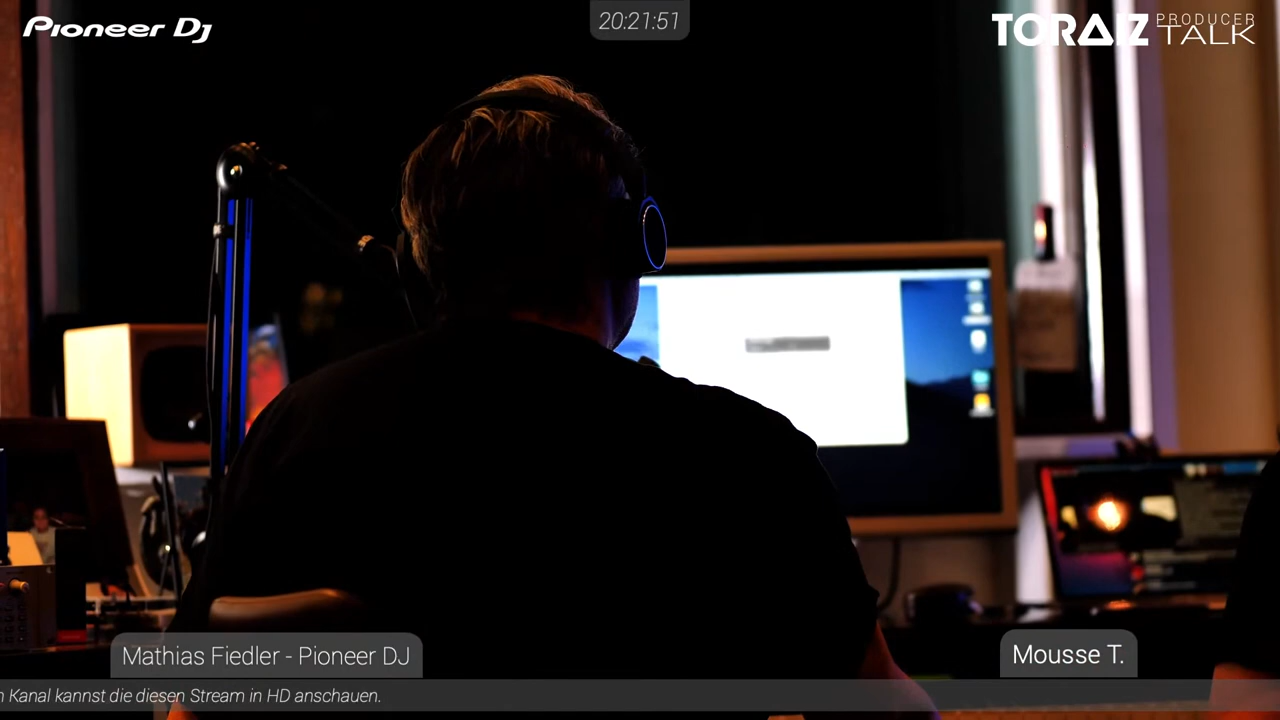 Pioneer Dj
20:21:51
TORAIZ PRODUCER TALK
Mathias Fiedler - Pioneer DJ
Mousse T.
Kanal kannst die diesen Stream in HD anschauen.